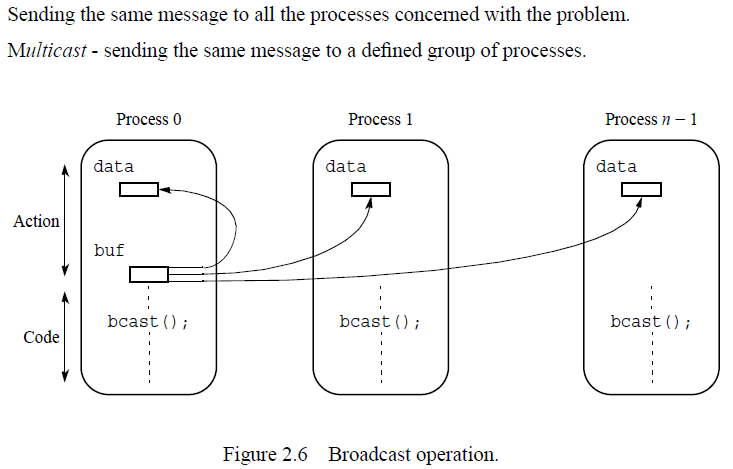 Sending the same message to all the processes concerned with the problem.
Multicast - sending the same message to a defined group of processes.
Process 0
Process 1
Process n − 1
data
data
data
Action
buf
bcast();
bcast();
bcast();
Code
Figure 2.6 Broadcast operation.